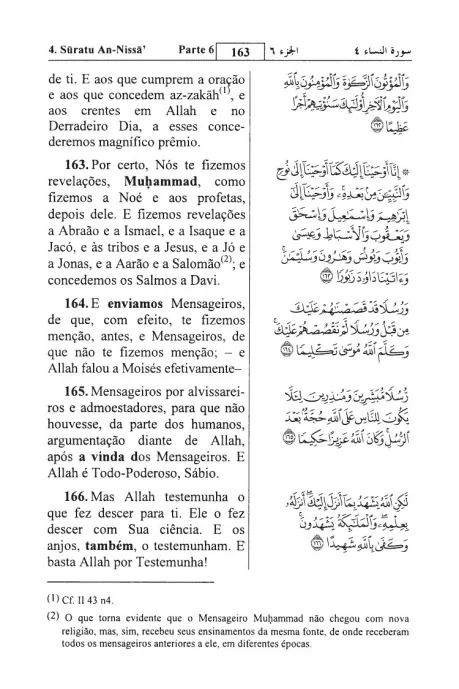 4. Sūratu An-Nissā’ Parte 6 163 الجزء ٦ سورة النساء ٤
de ti. E aos que cumprem a oração
e aos que concedem az-zakāh(1), e
aos crentes em Allah e no
Derradeiro Dia, a esses conce-
deremos magnífico prêmio.
163. Por certo, Nós te fizemos
revelações, Muḥammad, como
fizemos a Noé e aos profetas,
depois dele. E fizemos revelações
a Abraão e a Ismael, e a Isaque e a
Jacó, e às tribos e a Jesus, e a Jó e
a Jonas, e a Aarão e a Salomão(2); e
concedemos os Salmos a Davi.
164. E enviamos Mensageiros,
de que, com efeito, te fizemos
menção, antes, e Mensageiros, de
que não te fizemos menção; – e
Allah falou a Moisés efetivamente–
165. Mensageiros por alvissarei-
ros e admoestadores, para que não
houvesse, da parte dos humanos,
argumentação diante de Allah,
após a vinda dos Mensageiros. E
Allah é Todo-Poderoso, Sábio.
166. Mas Allah testemunha o
que fez descer para ti. Ele o fez
descer com Sua ciência. E os
anjos, também, o testemunham. E
basta Allah por Testemunha!
وَالْمُؤْتُونَ الزَّكَوٰةَ وَالْمُؤْمِنُونَ بِاللَّهِ
وَالْيَوْمِ الْآخِرِ أُولَٰئِكَ سَنُؤْتِيهِمْ أَجْرًا
عَظِيمًا ١٦٢
* إِنَّا أَوْحَيْنَا إِلَيْكَ كَمَا أَوْحَيْنَا إِلَىٰ نُوحٍ
وَالنَّبِيِّينَ مِنْ بَعْدِهِ وَأَوْحَيْنَا إِلَىٰ
إِبْرَاهِيمَ وَإِسْمَاعِيلَ وَإِسْحَاقَ
وَيَعْقُوبَ وَالْأَسْبَاطِ وَعِيسَىٰ
وَأَيُّوبَ وَيُونُسَ وَهَارُونَ وَسُلَيْمَانَ
وَآتَيْنَا دَاوُودَ زَبُورًا ١٦٣
وَرُسُلًا قَدْ قَصَصْنَاهُمْ عَلَيْكَ
مِنْ قَبْلُ وَرُسُلًا لَمْ نَقْصُصْهُمْ عَلَيْكَ
وَكَلَّمَ اللَّهُ مُوسَىٰ تَكْلِيمًا ١٦٤
رُسُلًا مُبَشِّرِينَ وَمُنْذِرِينَ لِئَلَّا
يَكُونَ لِلنَّاسِ عَلَى اللَّهِ حُجَّةٌ بَعْدَ
الرُّسُلِ وَكَانَ اللَّهُ عَزِيزًا حَكِيمًا ١٦٥
لَٰكِنِ اللَّهُ يَشْهَدُ بِمَا أَنْزَلَ إِلَيْكَ أَنْزَلَهُ
بِعِلْمِهِ وَالْمَلَائِكَةُ يَشْهَدُونَ
وَكَفَىٰ بِاللَّهِ شَهِيدًا ١٦٦
(1) Cf. II 43 n4.
(2) O que torna evidente que o Mensageiro Muḥammad não chegou com nova
religião, mas, sim, recebeu seus ensinamentos da mesma fonte, de onde receberam
todos os mensageiros anteriores a ele, em diferentes épocas.